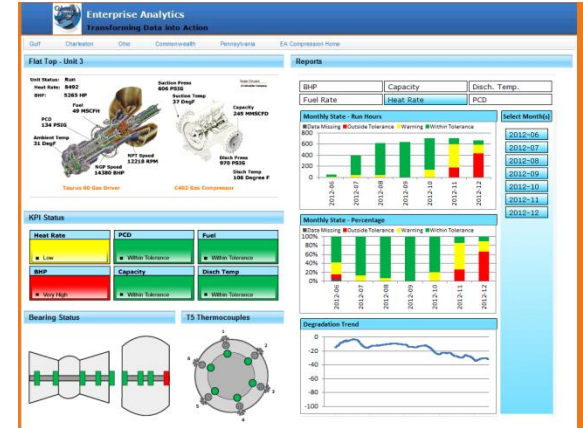 Enterprise Analytics
Transforming Data into Action
Gulf Charleston Ohio Commonwealth Pennsylvania EA Compression Home
Flat Top - Unit 3
Unit Status: Run
Heat Rate: 8492
BHP: 5285 HP
Fuel
49 MSCFH
PCD
134 PSIG
Ambient Temp
31 DegF
NGP Speed
14380 BHP
NPT Speed
12218 RPM
Taurus 60 Gas Driver
Suction Press
606 PSIG
Suction Temp
37 DegF
Capacity
245 MMSCFD
Disch Press
970 PSIG
Disch Temp
106 Degree F
C402 Gas Compressor
KPI Status
Heat Rate
Low
PCD
Within Tolerance
Fuel
Within Tolerance
BHP
Very High
Capacity
Within Tolerance
Disch Temp
Within Tolerance
Bearing Status
T5 Thermocouples
1
2
3
4
5
6
Reports
BHP Capacity Disch. Temp.
Fuel Rate Heat Rate PCD
Monthly State - Run Hours
Data Missing Outside Tolerance Warning Within Tolerance
800
600
400
200
0
2012-06 2012-07 2012-08 2012-09 2012-10 2012-11 2012-12
Monthly State - Percentage
Data Missing Outside Tolerance Warning Within Tolerance
100%
80%
60%
40%
20%
0%
2012-06 2012-07 2012-08 2012-09 2012-10 2012-11 2012-12
Degradation Trend
0
-20
-40
-60
-80
-100
Select Month(s)
2012-06
2012-07
2012-08
2012-09
2012-10
2012-11
2012-12